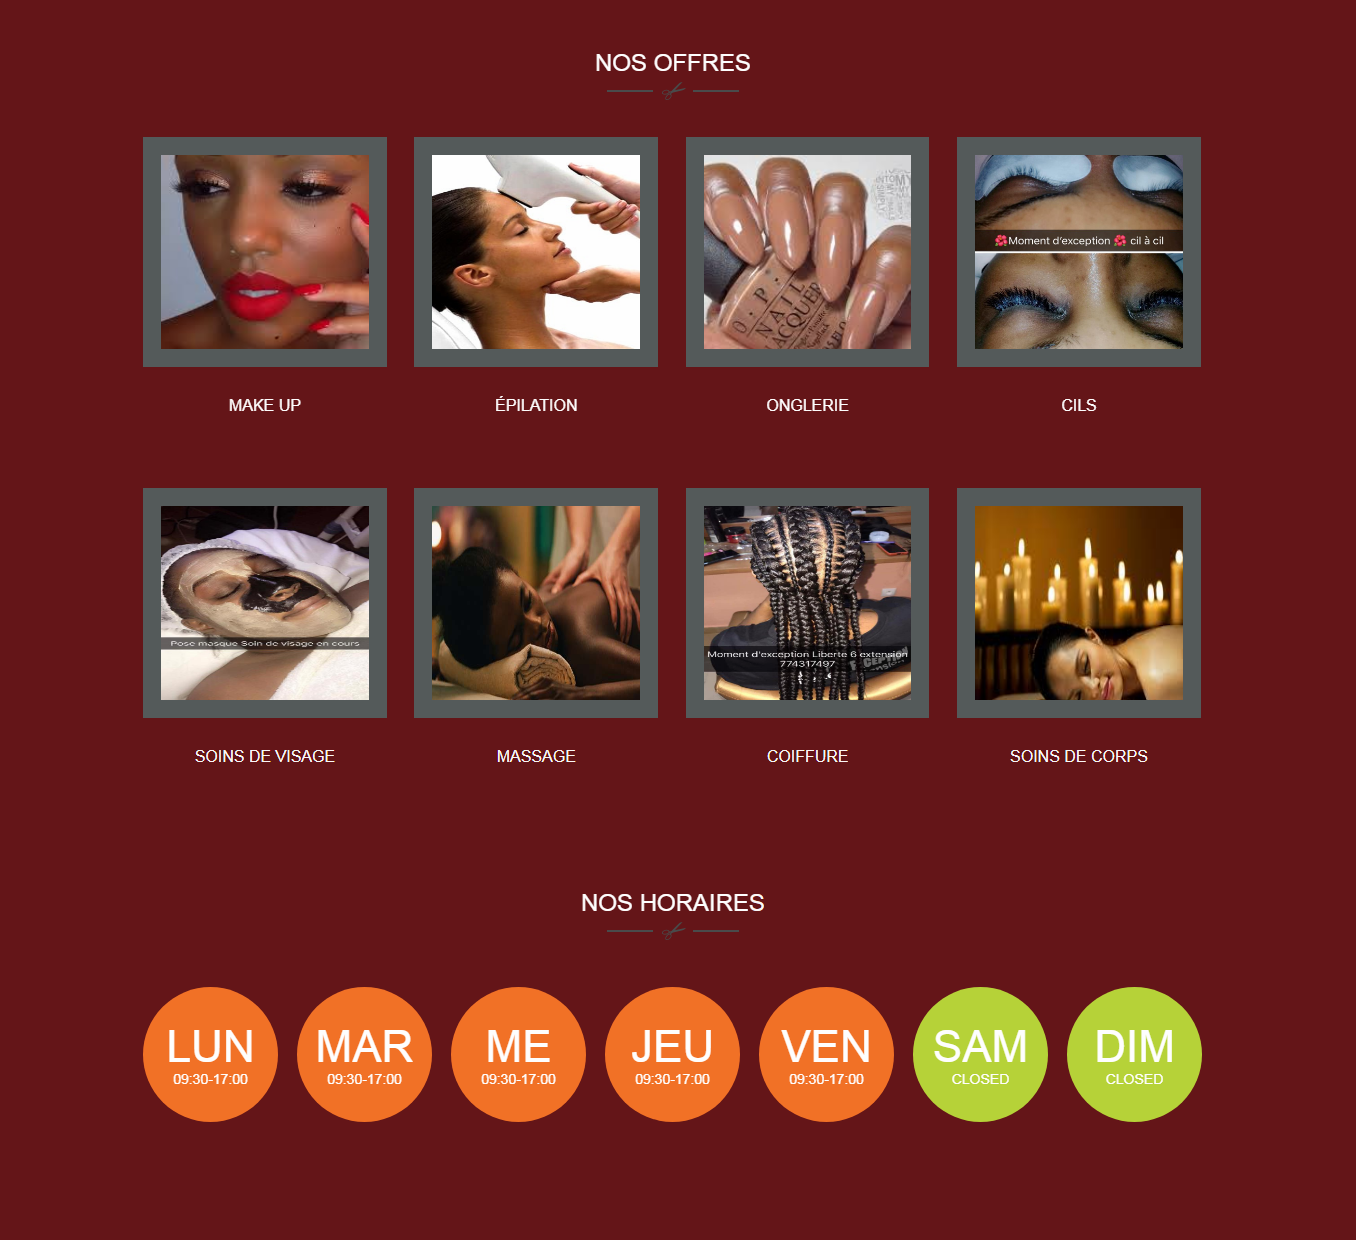 NOS OFFRES
Moment d'exception cil à cil
O.P.
NAIL
LACQUER
MAKE UP
ÉPILATION
ONGLERIE
CILS
Pose masque Soin de visage en cours
Moment d'exception Liberte 6 extension
774317497
SOINS DE VISAGE
MASSAGE
COIFFURE
SOINS DE CORPS
NOS HORAIRES
LUN
09:30-17:00
MAR
09:30-17:00
ME
09:30-17:00
JEU
09:30-17:00
VEN
09:30-17:00
SAM
CLOSED
DIM
CLOSED